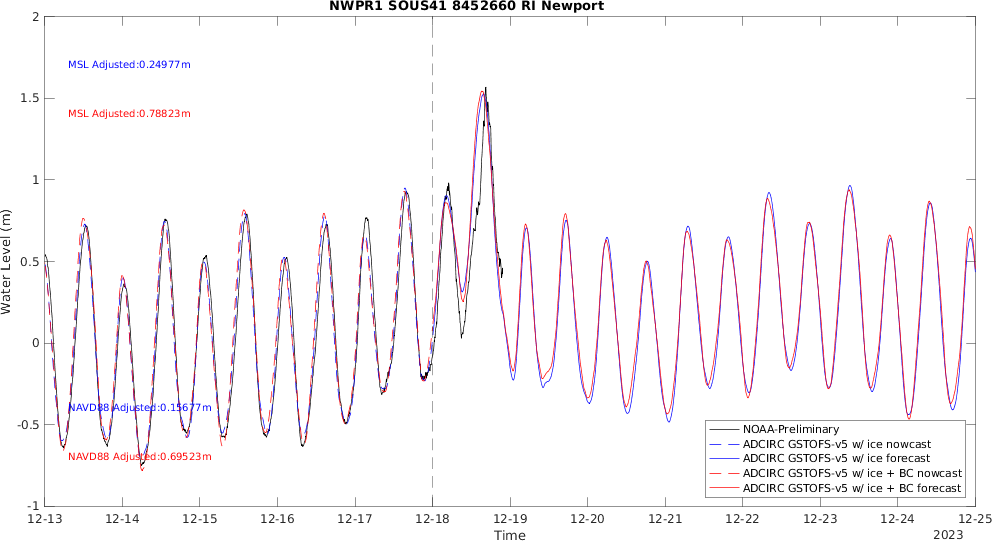 NWPR1 SOUS41 8452660 RI Newport
2
1.5
1
0.5
0
-0.5
-1
Water Level (m)
MSL Adjusted:0.24977m
MSL Adjusted:0.78823m
NAVD88 Adjusted:0.15677m
NAVD88 Adjusted:0.69523m
NOAA-Preliminary
ADCIRC GSTOFS-v5 w/ ice nowcast
ADCIRC GSTOFS-v5 w/ ice forecast
ADCIRC GSTOFS-v5 w/ ice + BC nowcast
ADCIRC GSTOFS-v5 w/ ice + BC forecast
12-13 12-14 12-15 12-16 12-17 12-18 12-19 12-20 12-21 12-22 12-23 12-24 12-25
Time
2023